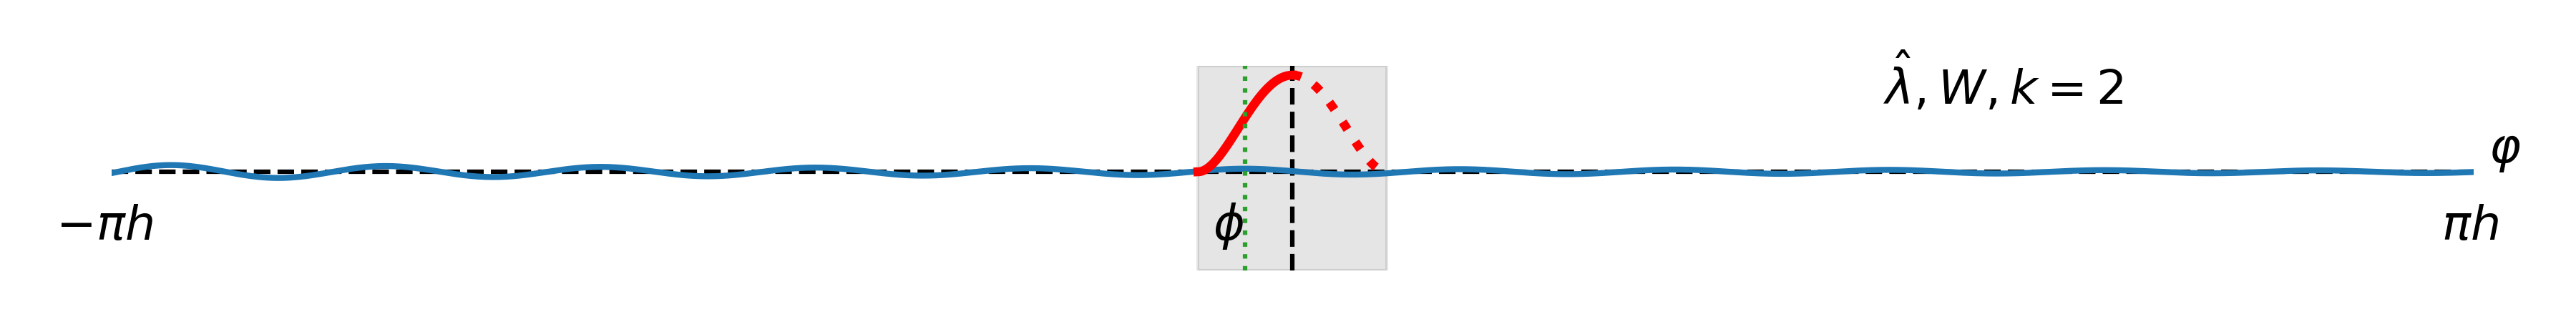 λ̂, W, k = 2
φ
ϕ
−πh
πh